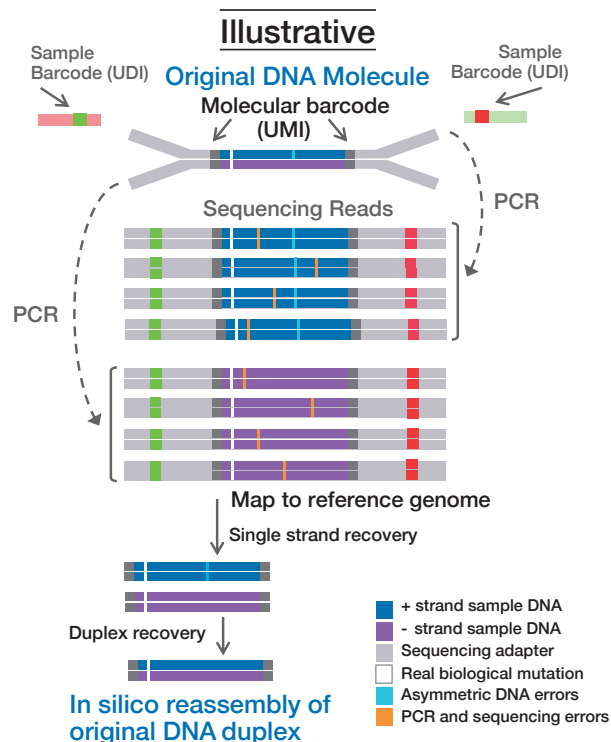 Illustrative
Sample
Barcode (UDI)
Original DNA Molecule
Sample
Barcode (UDI)
Molecular barcode
(UMI)
PCR
Sequencing Reads
PCR
Map to reference genome
Single strand recovery
Duplex recovery
In silico reassembly of
original DNA duplex
+ strand sample DNA
- strand sample DNA
Sequencing adapter
Real biological mutation
Asymmetric DNA errors
PCR and sequencing errors